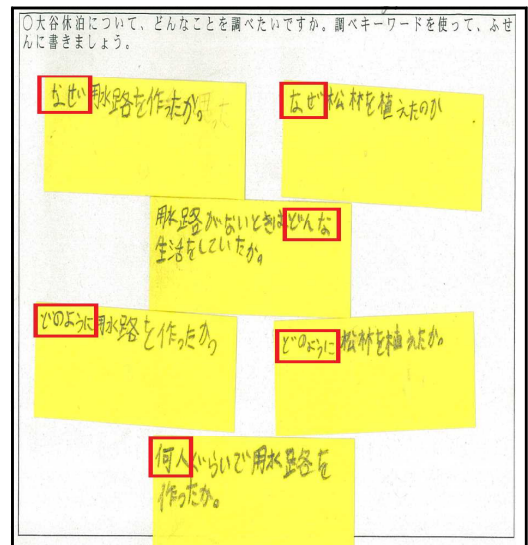 ○大谷休泊について、どんなことを調べたいですか。調べキーワードを使って、ふせ
んに書きましょう。
なぜ用水路を作ったか。
なぜ松林を植えたのか
用水路がないときはどんな
生活をしていたか。
どのように用水路を作ったか
どのように松林を植えたか。
何人ぐらいで用水路を
作ったか。